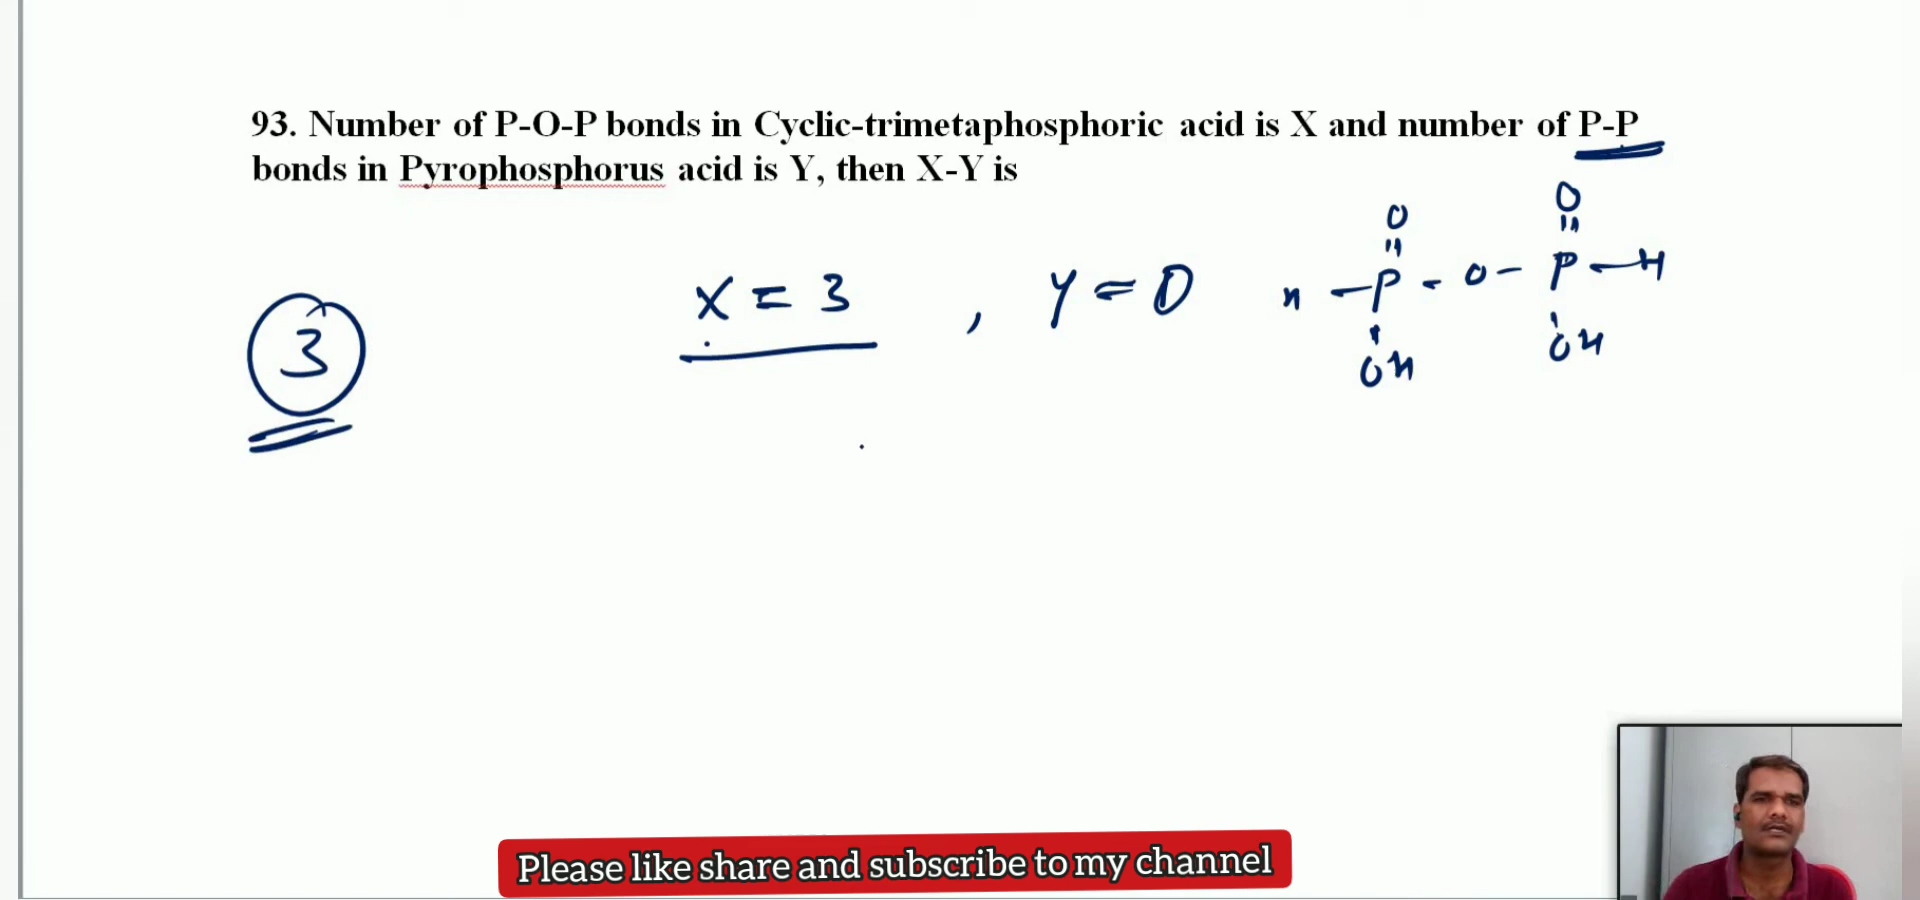 93. Number of P-O-P bonds in Cyclic-trimetaphosphoric acid is X and number of P-P
bonds in Pyrophosphorus acid is Y, then X-Y is
O O
X = 3 , Y = 0 H - P - O - P - H
OH OH
3
Please like share and subscribe to my channel